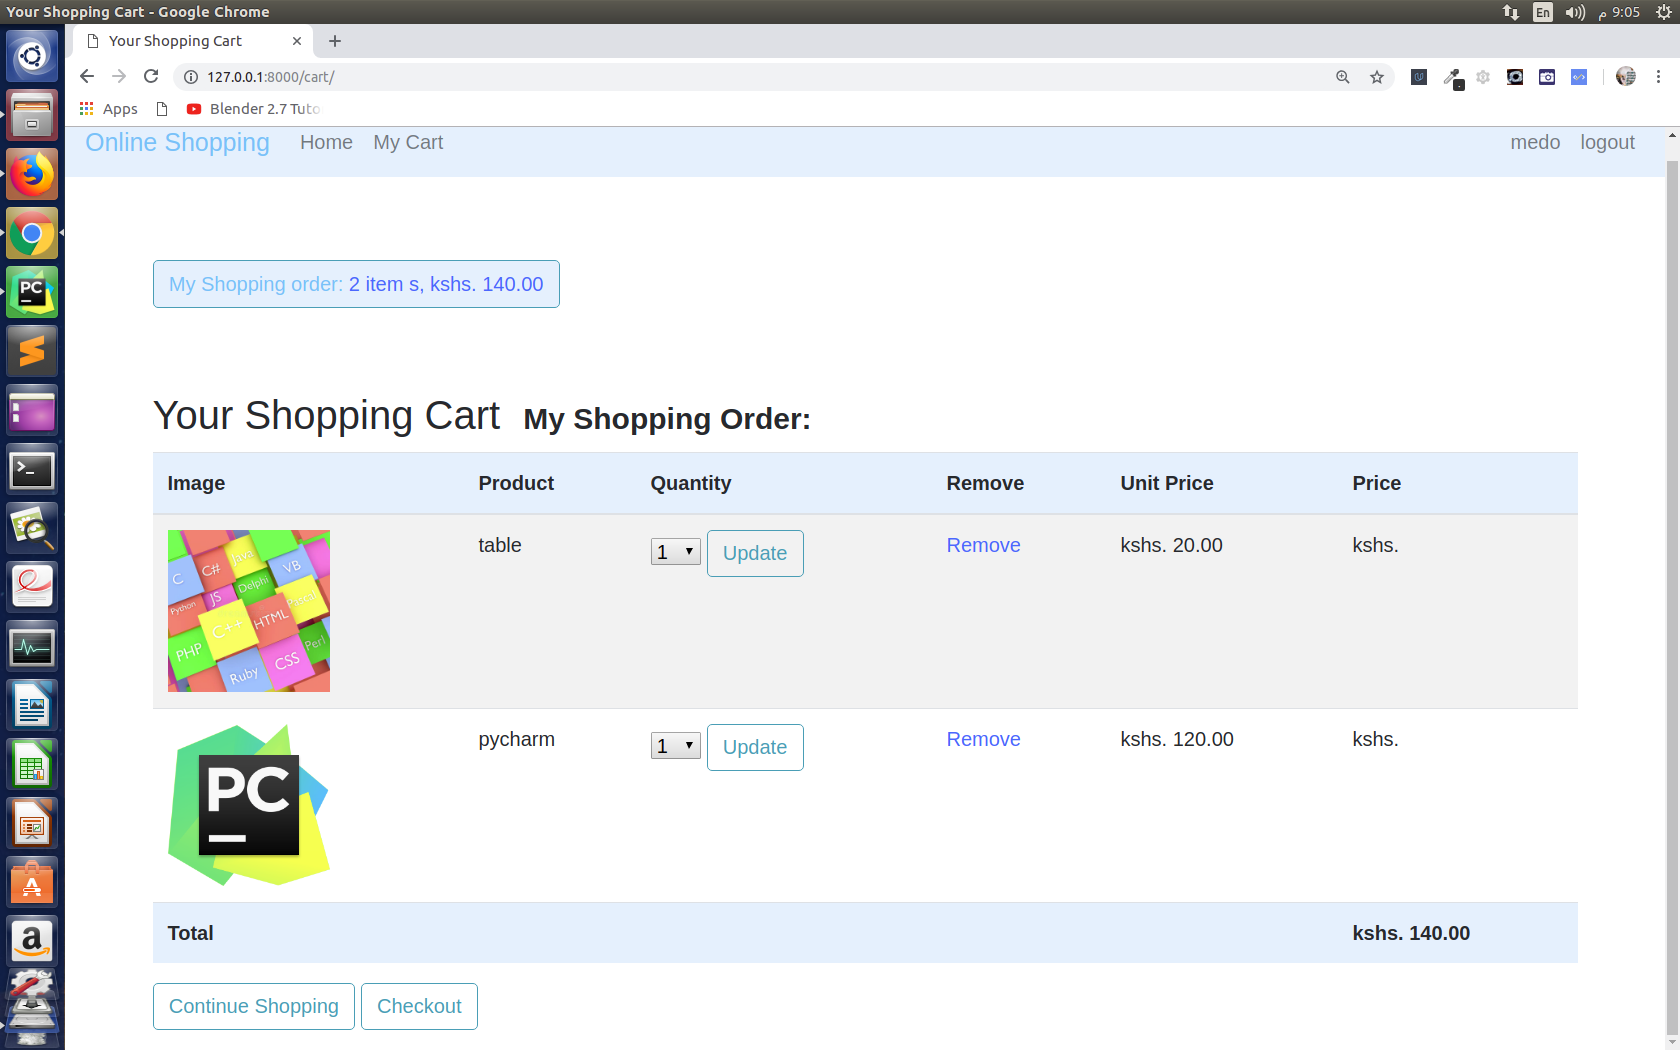 Your Shopping Cart - Google Chrome
En
9:05 م
Your Shopping Cart
127.0.0.1:8000/cart/
Apps
Blender 2.7 Tuto
Online Shopping Home My Cart medo logout
My Shopping order: 2 item s, kshs. 140.00
Your Shopping Cart My Shopping Order:
Image Product Quantity Remove Unit Price Price
table 1 Update Remove kshs. 20.00 kshs.
C C# Java VB
Python JS Delphi Pascal
PHP C++ HTML Perl
Ruby CSS
pycharm 1 Update Remove kshs. 120.00 kshs.
PC
Total kshs. 140.00
Continue Shopping Checkout
PC